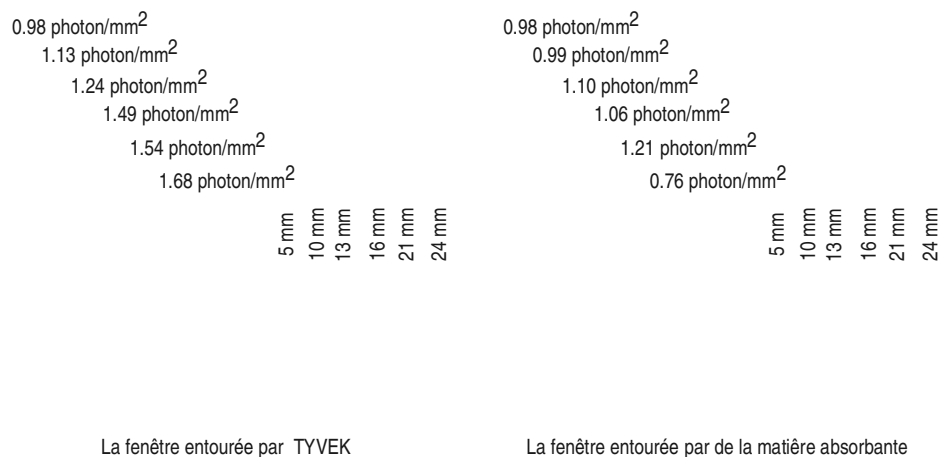 0.98 photon/mm²
1.13 photon/mm²
1.24 photon/mm²
1.49 photon/mm²
1.54 photon/mm²
1.68 photon/mm²
5 mm
10 mm
13 mm
16 mm
21 mm
24 mm
La fenêtre entourée par TYVEK
0.98 photon/mm²
0.99 photon/mm²
1.10 photon/mm²
1.06 photon/mm²
1.21 photon/mm²
0.76 photon/mm²
5 mm
10 mm
13 mm
16 mm
21 mm
24 mm
La fenêtre entourée par de la matière absorbante